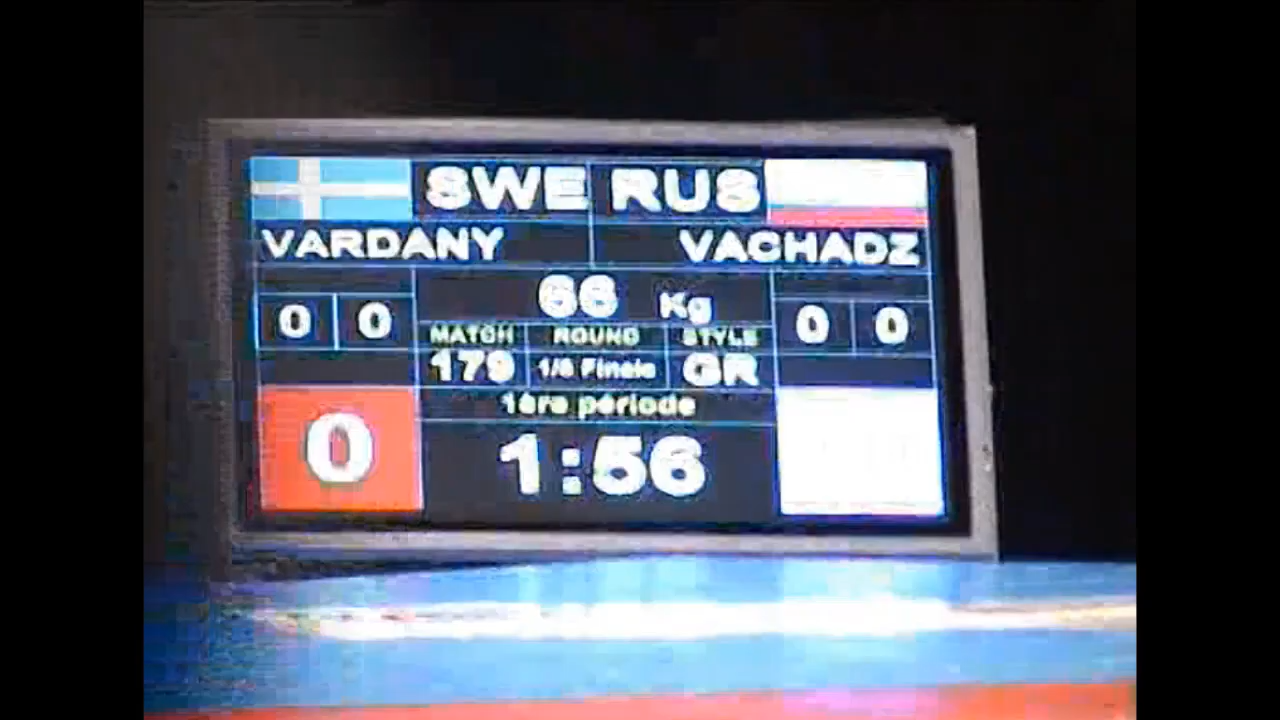 SWE RUS
VARDANY VACHADZ
66 Kg
0 0 0 0
MATCH ROUND STYLE
179 1/8 Finale GR
1ère période
0 1:56